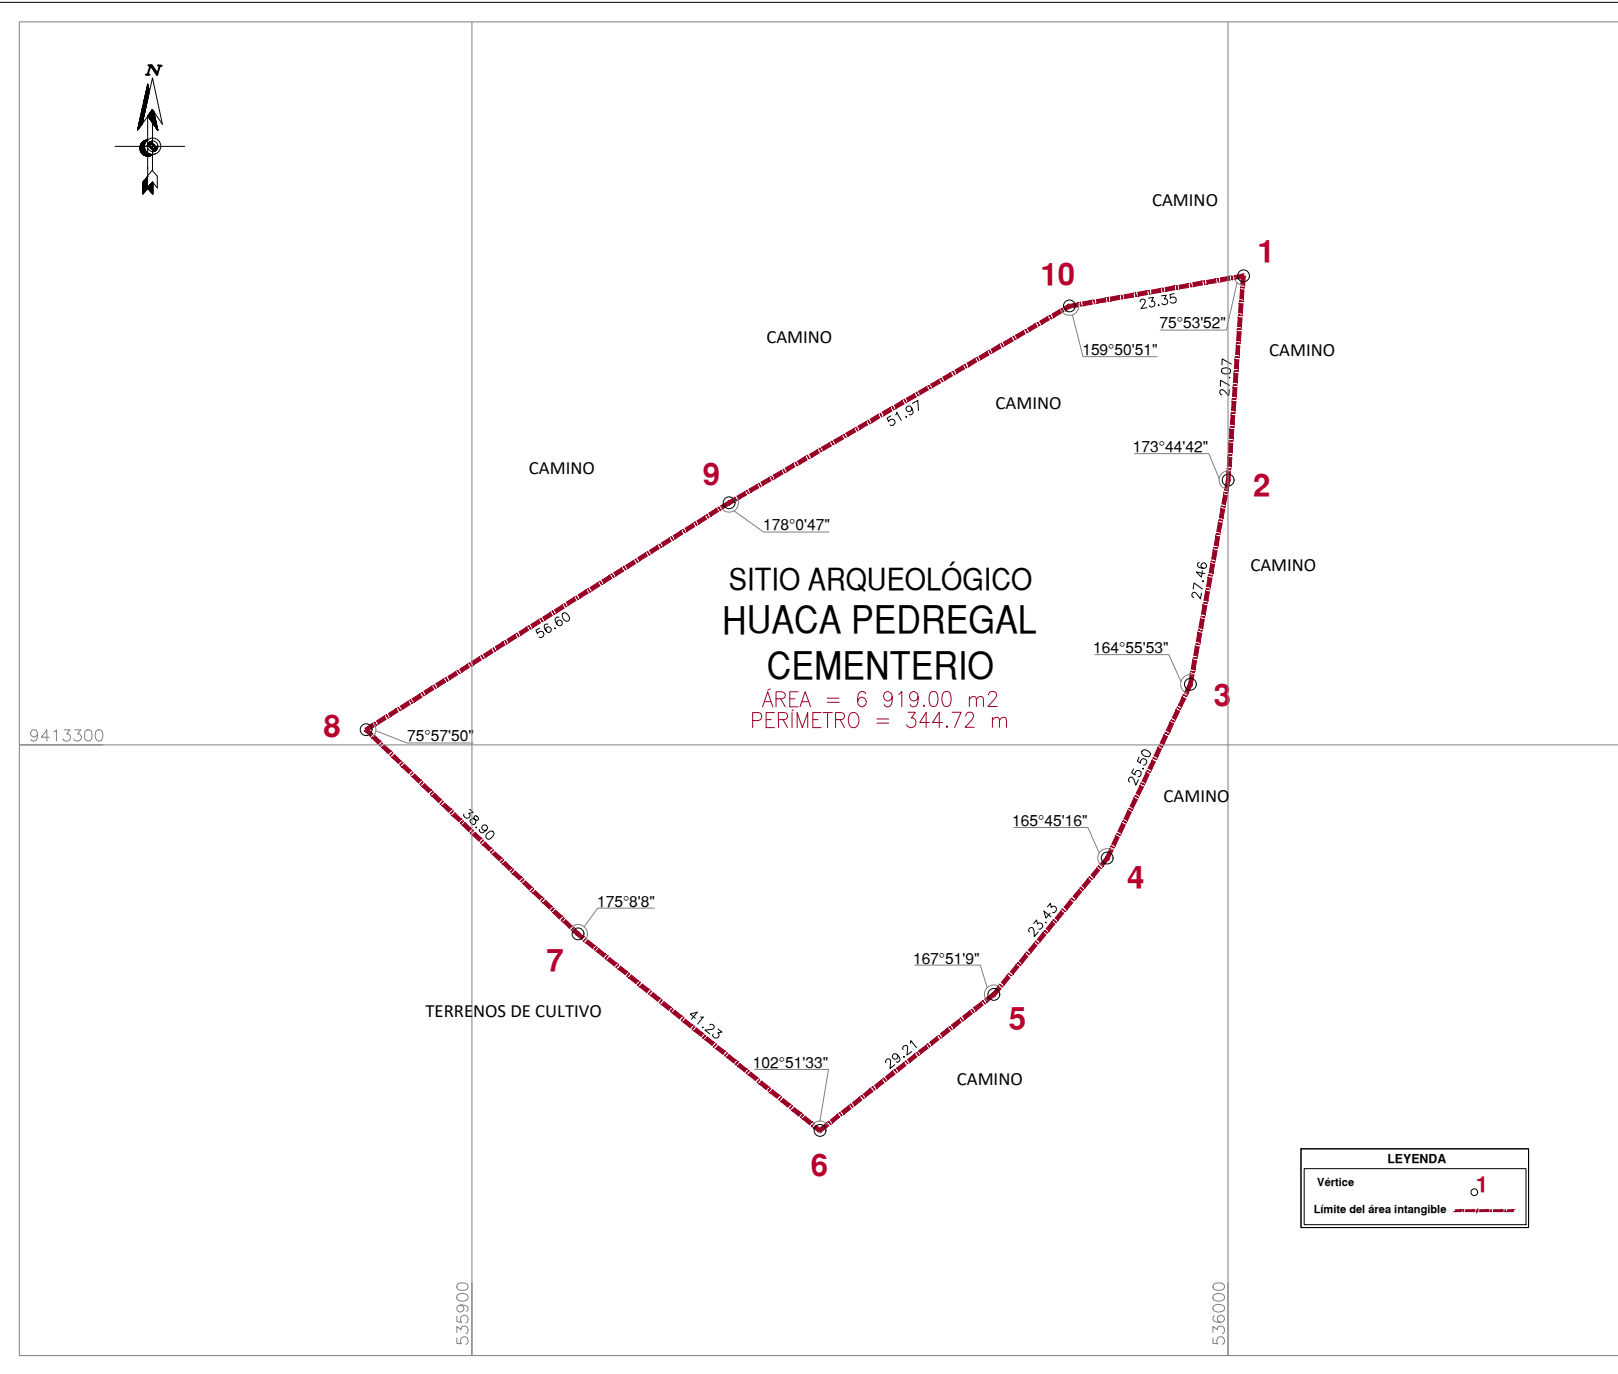 N
CAMINO
1
10
23.35
75°53'52"
CAMINO
159°50'51"
CAMINO
27.07
CAMINO
51.97
173°44'42"
CAMINO
9
2
178°0'47"
CAMINO
27.46
SITIO ARQUEOLÓGICO
HUACA PEDREGAL
CEMENTERIO
ÁREA = 6 919.00 m2
PERÍMETRO = 344.72 m
56.60
164°55'53"
3
8
75°57'50"
9413300
25.50
CAMINO
38.90
165°45'16"
4
175°8'8"
23.43
7
167°51'9"
TERRENOS DE CULTIVO
5
41.23
29.21
102°51'33"
CAMINO
6
LEYENDA
Vértice
1
Límite del área intangible
535900
536000